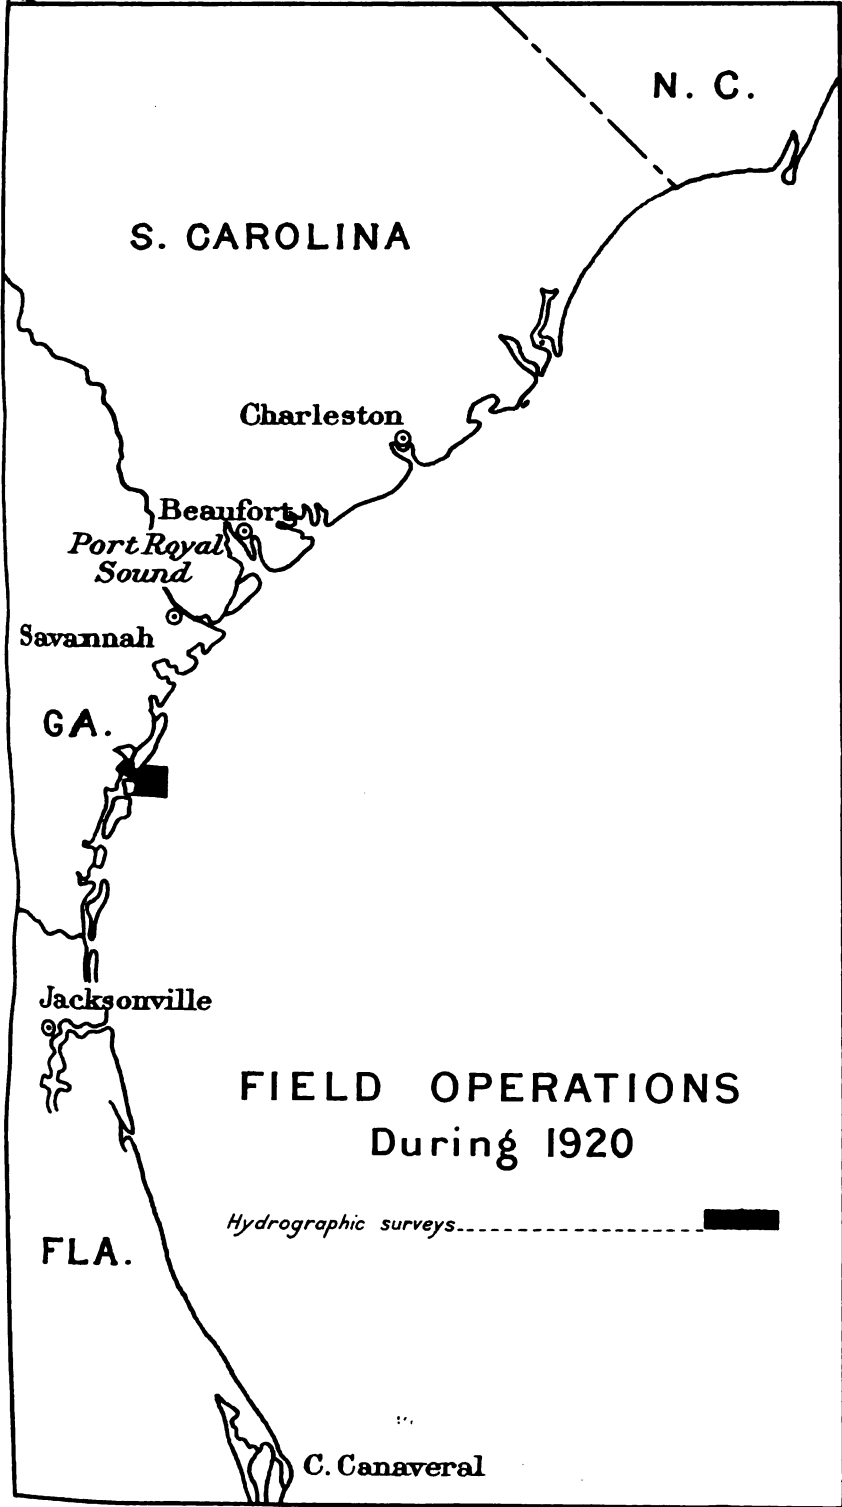 N. C.
S. CAROLINA
Charleston
Beaufort
Port Royal
Sound
Savannah
GA.
Jacksonville
FIELD OPERATIONS
During 1920
Hydrographic surveys
FLA.
C. Canaveral